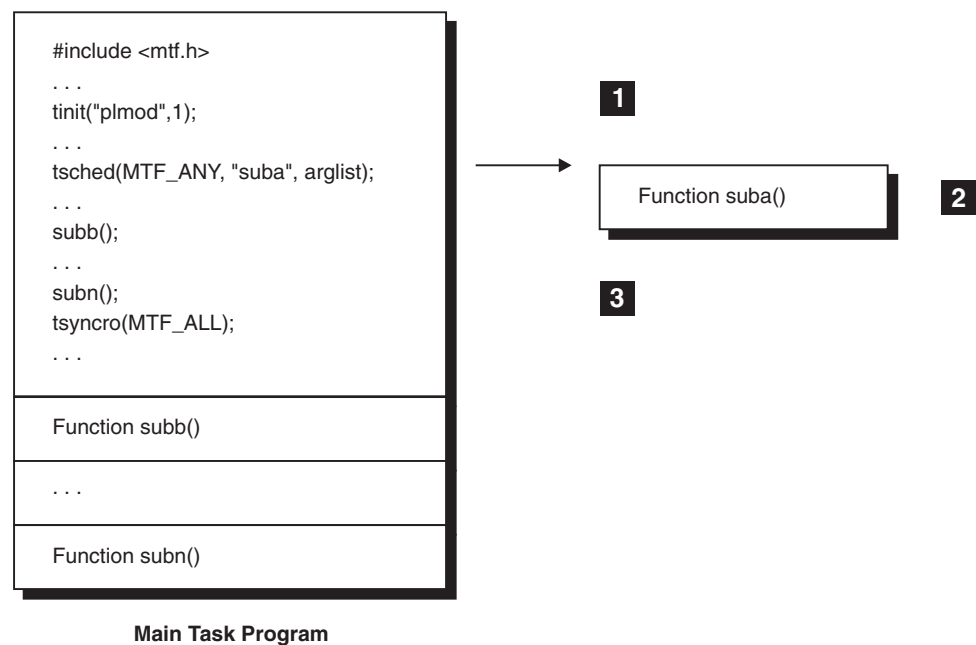 #include <mtf.h>
. . .
tinit("plmod",1);
. . .
tsched(MTF_ANY, "suba", arglist);
. . .
subb();
. . .
subn();
tsyncro(MTF_ALL);
. . .
Function subb()
. . .
Function subn()
Main Task Program
1
Function suba()
2
3